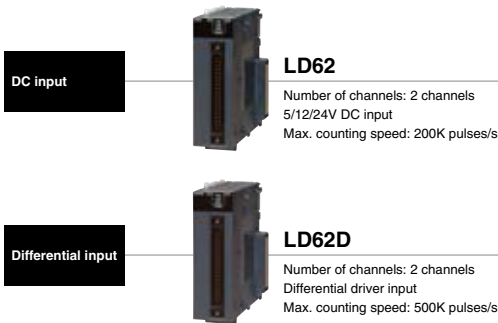 DC input
LD62
Number of channels: 2 channels
5/12/24V DC input
Max. counting speed: 200K pulses/s
Differential input
LD62D
Number of channels: 2 channels
Differential driver input
Max. counting speed: 500K pulses/s